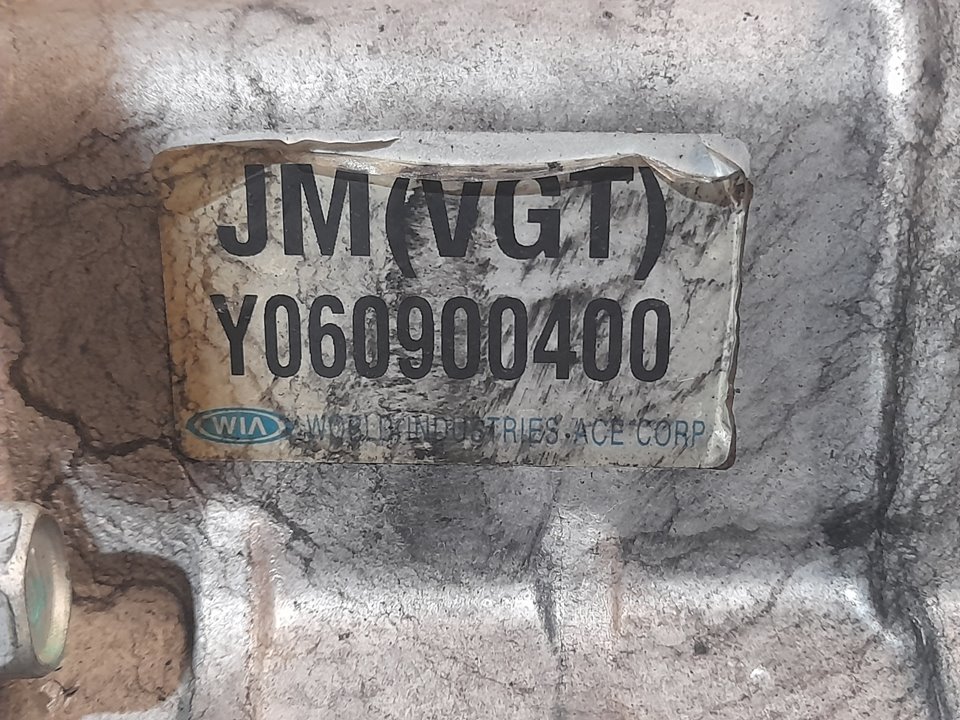 JM(VGT)
Y060900400
WIA WORLD INDUSTRIES ACE CORP